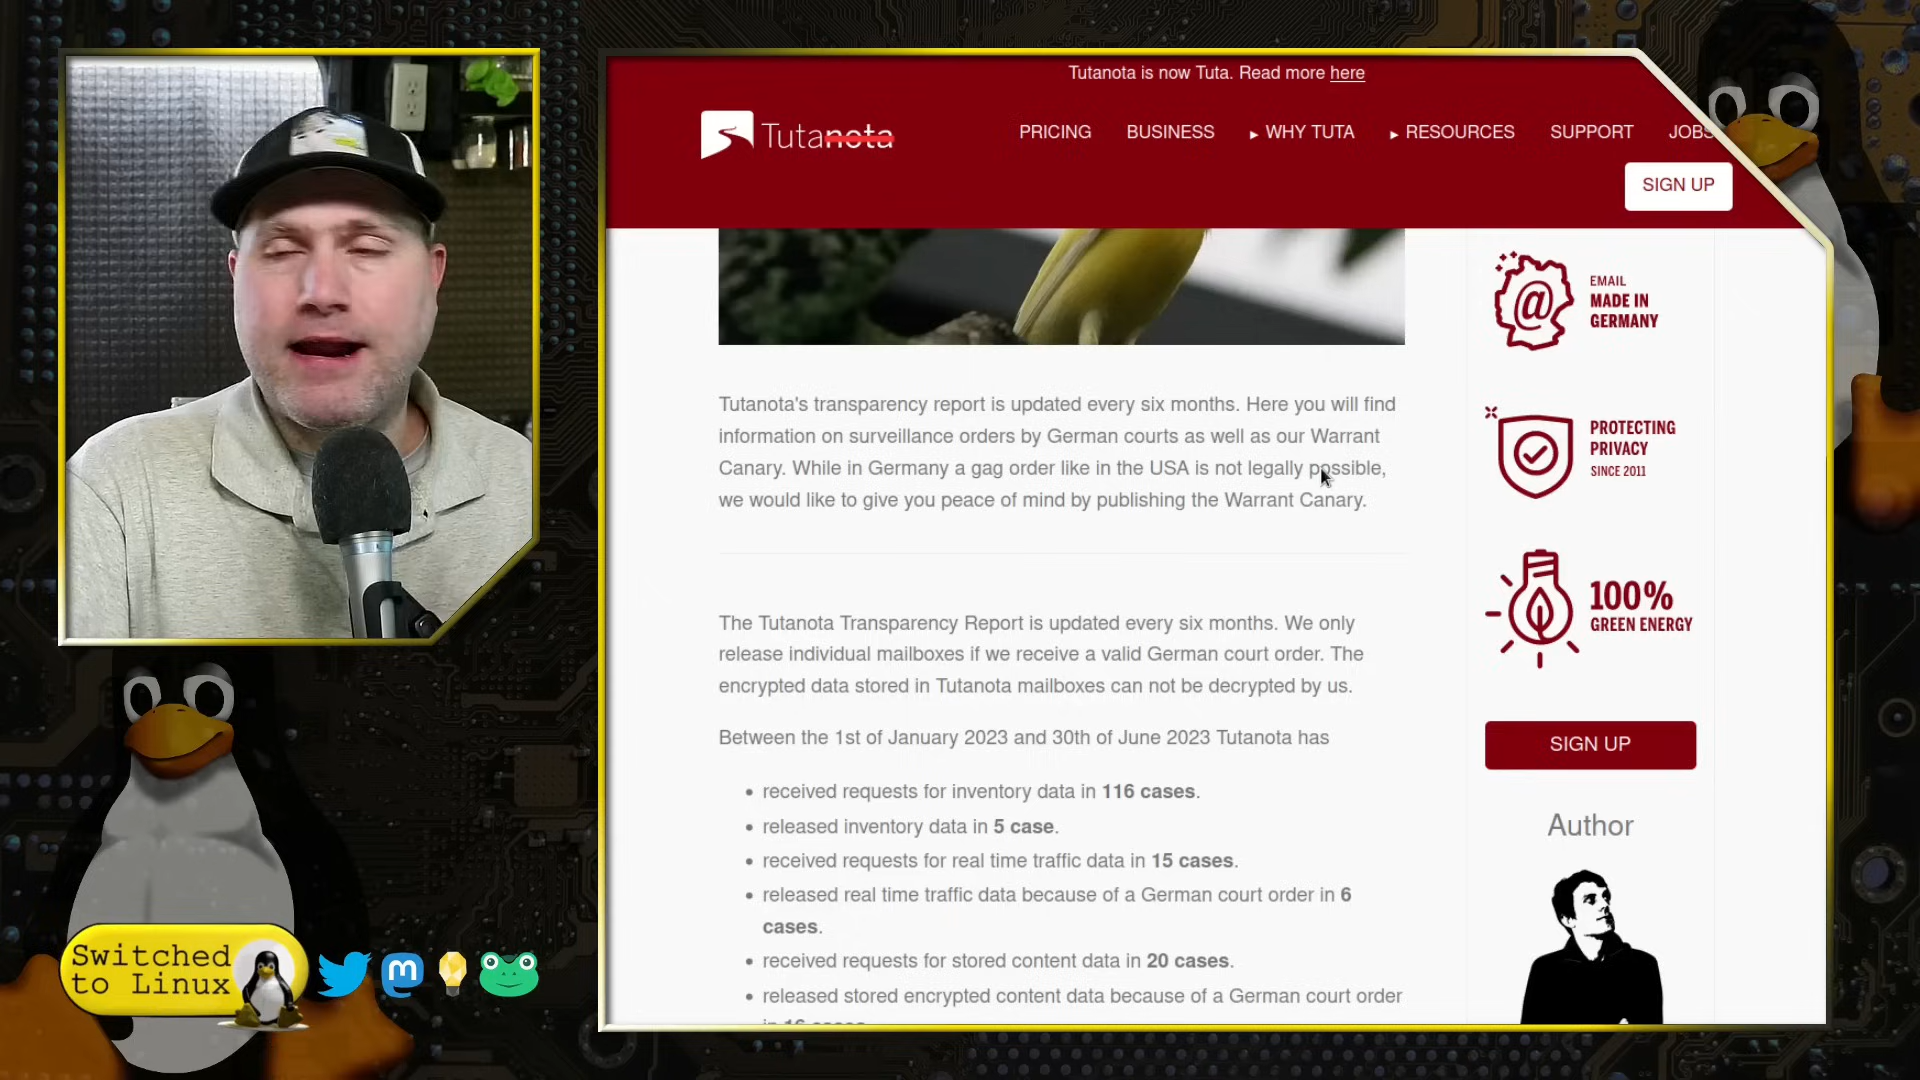 Tutanota is now Tuta. Read more here
Tutanota
PRICING
BUSINESS
▸ WHY TUTA
▸ RESOURCES
SUPPORT
JOBS
SIGN UP
Tutanota's transparency report is updated every six months. Here you will find
information on surveillance orders by German courts as well as our Warrant
Canary. While in Germany a gag order like in the USA is not legally possible,
we would like to give you peace of mind by publishing the Warrant Canary.
The Tutanota Transparency Report is updated every six months. We only
release individual mailboxes if we receive a valid German court order. The
encrypted data stored in Tutanota mailboxes can not be decrypted by us.
Between the 1st of January 2023 and 30th of June 2023 Tutanota has
• received requests for inventory data in 116 cases.
• released inventory data in 5 case.
• received requests for real time traffic data in 15 cases.
• released real time traffic data because of a German court order in 6
cases.
• received requests for stored content data in 20 cases.
• released stored encrypted content data because of a German court order
in 16 cases
@
EMAIL
MADE IN
GERMANY
PROTECTING
PRIVACY
SINCE 2011
100%
GREEN ENERGY
SIGN UP
Author
Switched
to Linux
m